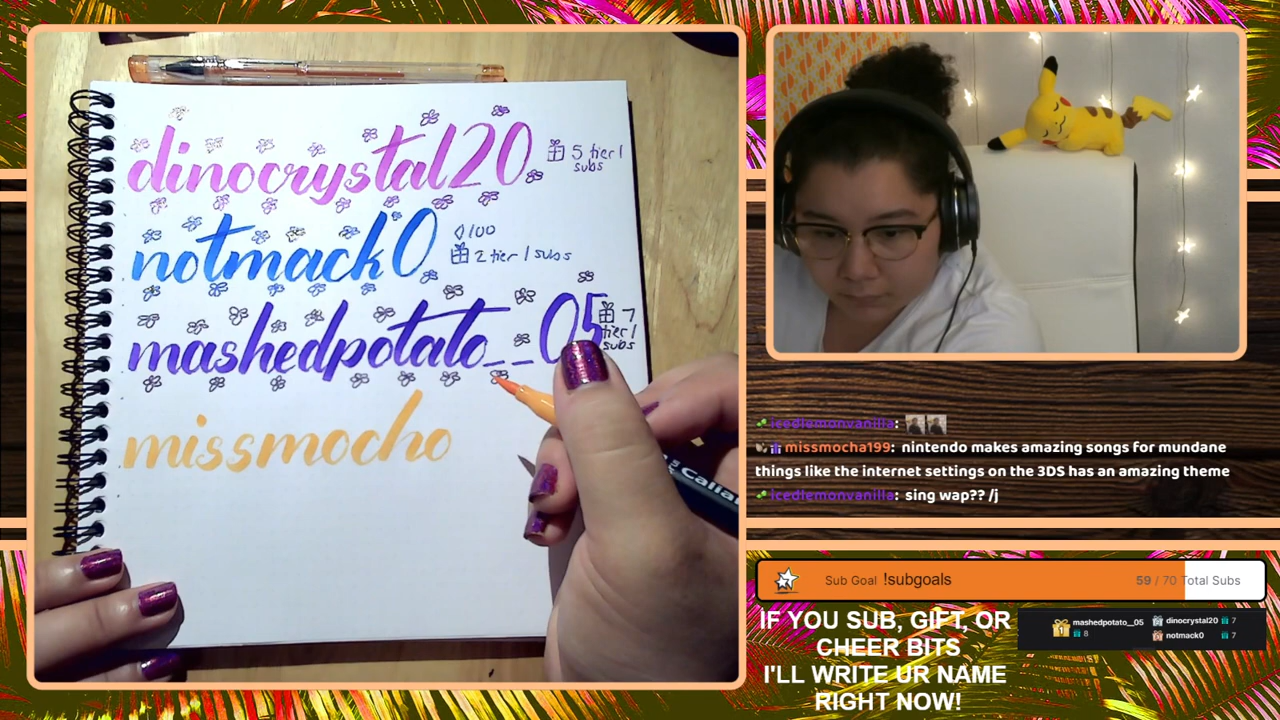 dinocrystal20
5 tier 1
subs
notmack0
100
2 tier 1 subs
mashedpotato__05
7
tier 1
subs
missmocho
icedlemonvanilla:
missmocha199: nintendo makes amazing songs for mundane
things like the internet settings on the 3DS has an amazing theme
icedlemonvanilla: sing wap?? /j
Sub Goal !subgoals 59 / 70 Total Subs
IF YOU SUB, GIFT, OR
CHEER BITS
I'LL WRITE UR NAME
RIGHT NOW!
mashedpotato__05
8
dinocrystal20 7
notmack0 7